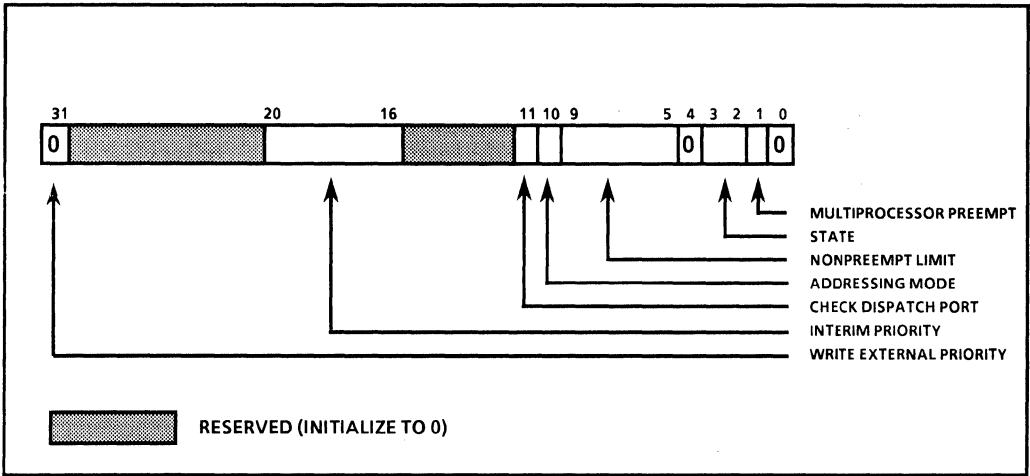 31 20 16 11 10 9 5 4 3 2 1 0
0 0 0
MULTIPROCESSOR PREEMPT
STATE
NONPREEMPT LIMIT
ADDRESSING MODE
CHECK DISPATCH PORT
INTERIM PRIORITY
WRITE EXTERNAL PRIORITY
RESERVED (INITIALIZE TO 0)